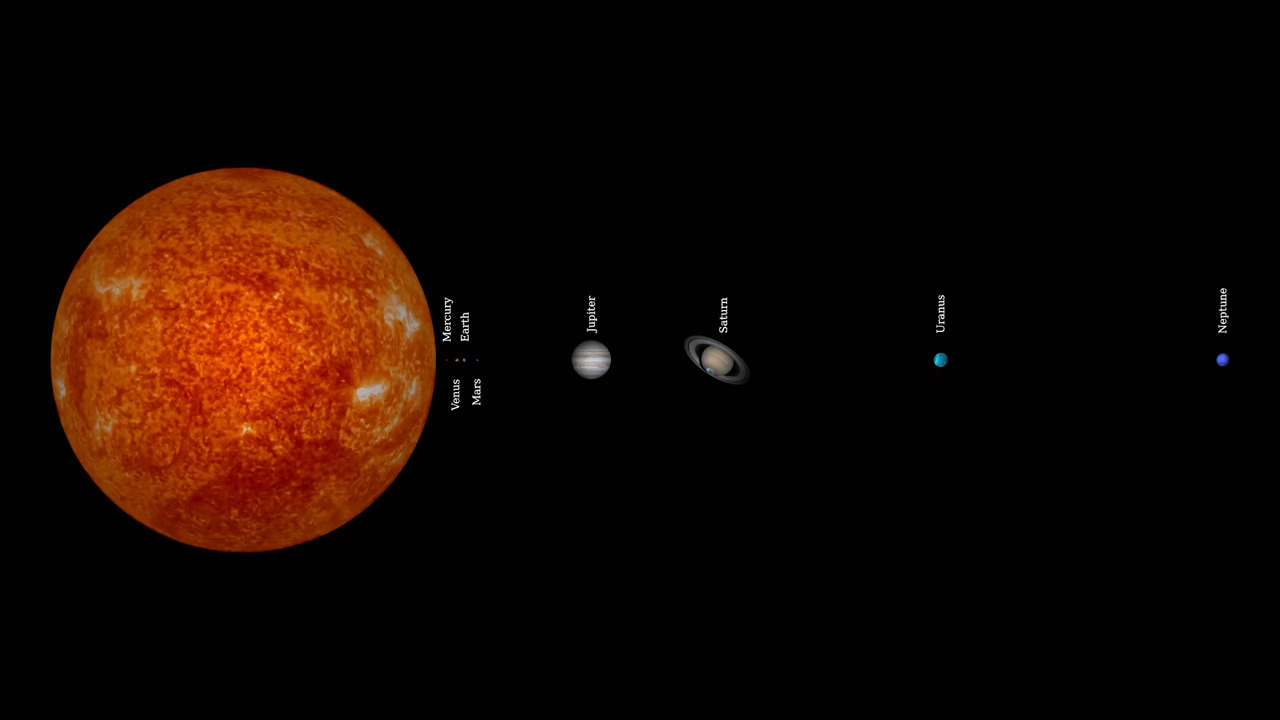 Mercury
Venus
Earth
Mars
Jupiter
Saturn
Uranus
Neptune